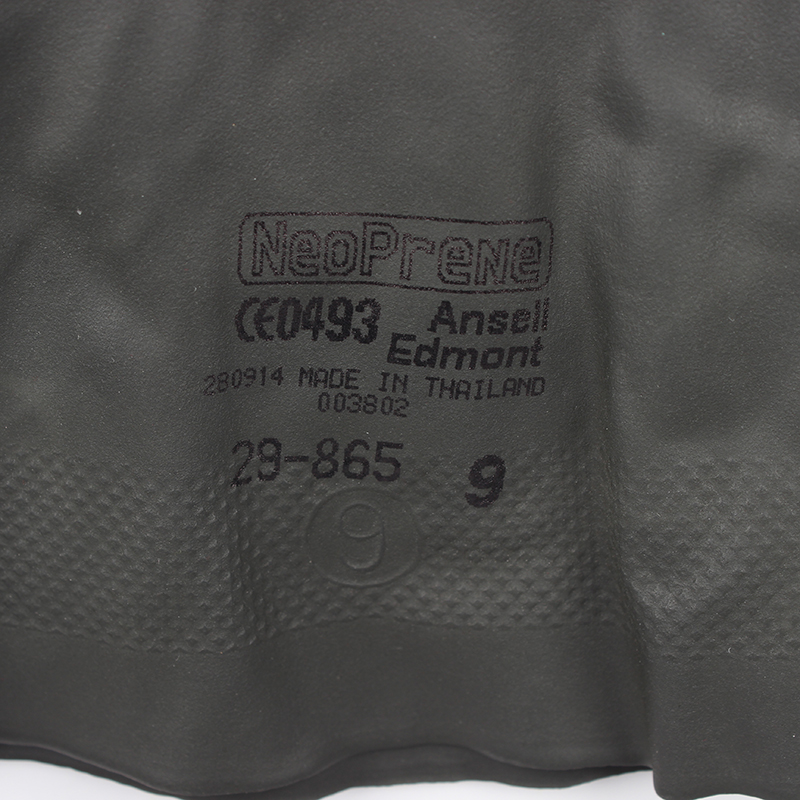 NeoPrene
CE0493 Ansell
Edmont
280914 MADE IN THAILAND
003802
29-865 9
9